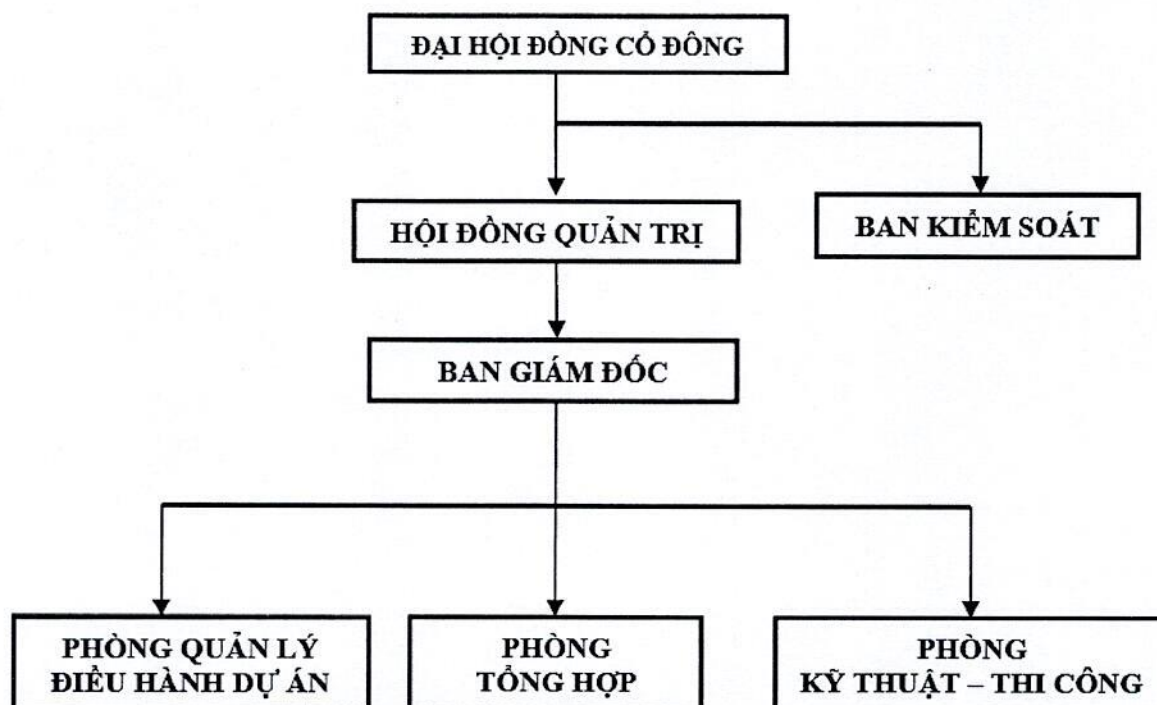 ĐẠI HỘI ĐỒNG CỔ ĐÔNG
HỘI ĐỒNG QUẢN TRỊ
BAN KIỂM SOÁT
BAN GIÁM ĐỐC
PHÒNG QUẢN LÝ
ĐIỀU HÀNH DỰ ÁN
PHÒNG
TỔNG HỢP
PHÒNG
KỸ THUẬT – THI CÔNG